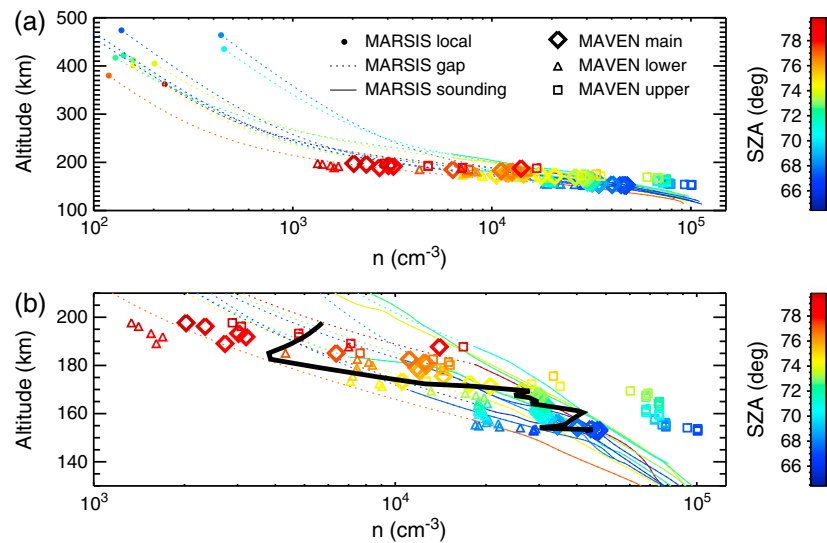 (a)
500
400
300
200
100
Altitude (km)
MARSIS local
MARSIS gap
MARSIS sounding
MAVEN main
MAVEN lower
MAVEN upper
10² 10³ 10⁴ 10⁵
n (cm⁻³)
78
76
74
72
70
68
66
SZA (deg)
(b)
200
180
160
140
Altitude (km)
10³ 10⁴ 10⁵
n (cm⁻³)
78
76
74
72
70
68
66
SZA (deg)